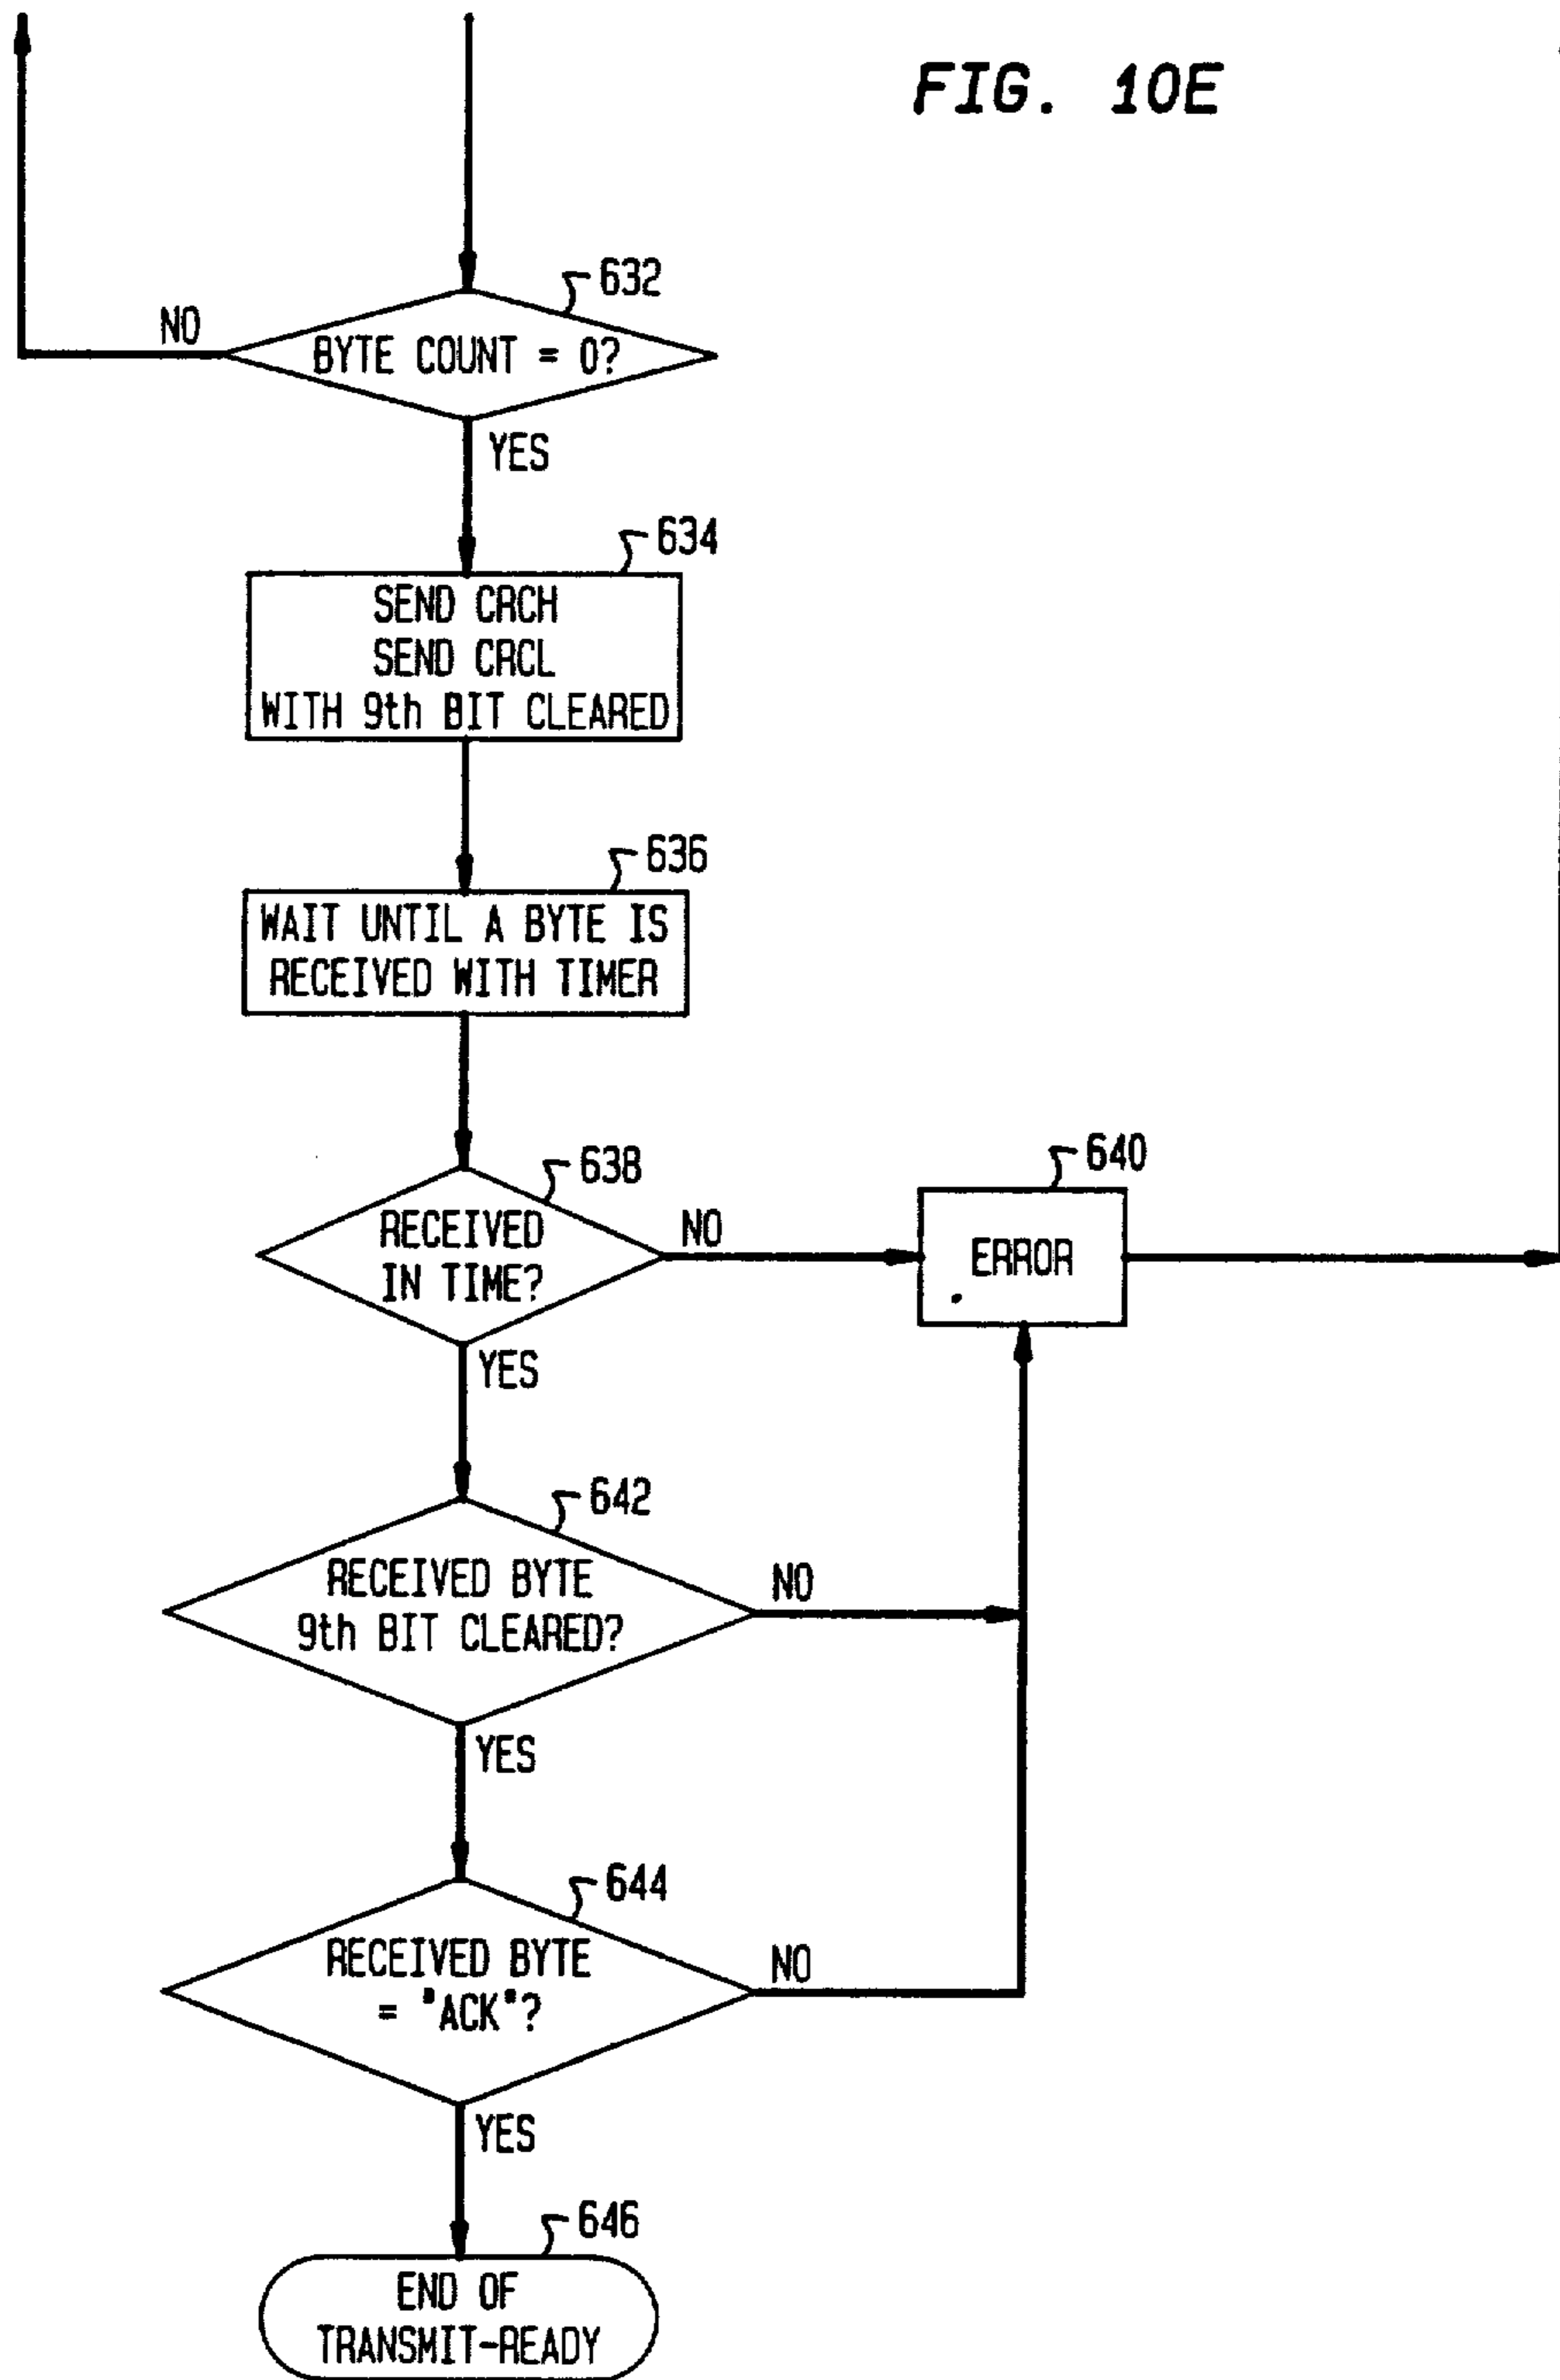 FIG. 10E
632
NO
BYTE COUNT = 0?
YES
634
SEND CRCH
SEND CRCL
WITH 9th BIT CLEARED
636
WAIT UNTIL A BYTE IS
RECEIVED WITH TIMER
638
RECEIVED
IN TIME?
NO
640
ERROR
YES
642
RECEIVED BYTE
9th BIT CLEARED?
NO
YES
644
RECEIVED BYTE
= "ACK"?
NO
YES
646
END OF
TRANSMIT-READY